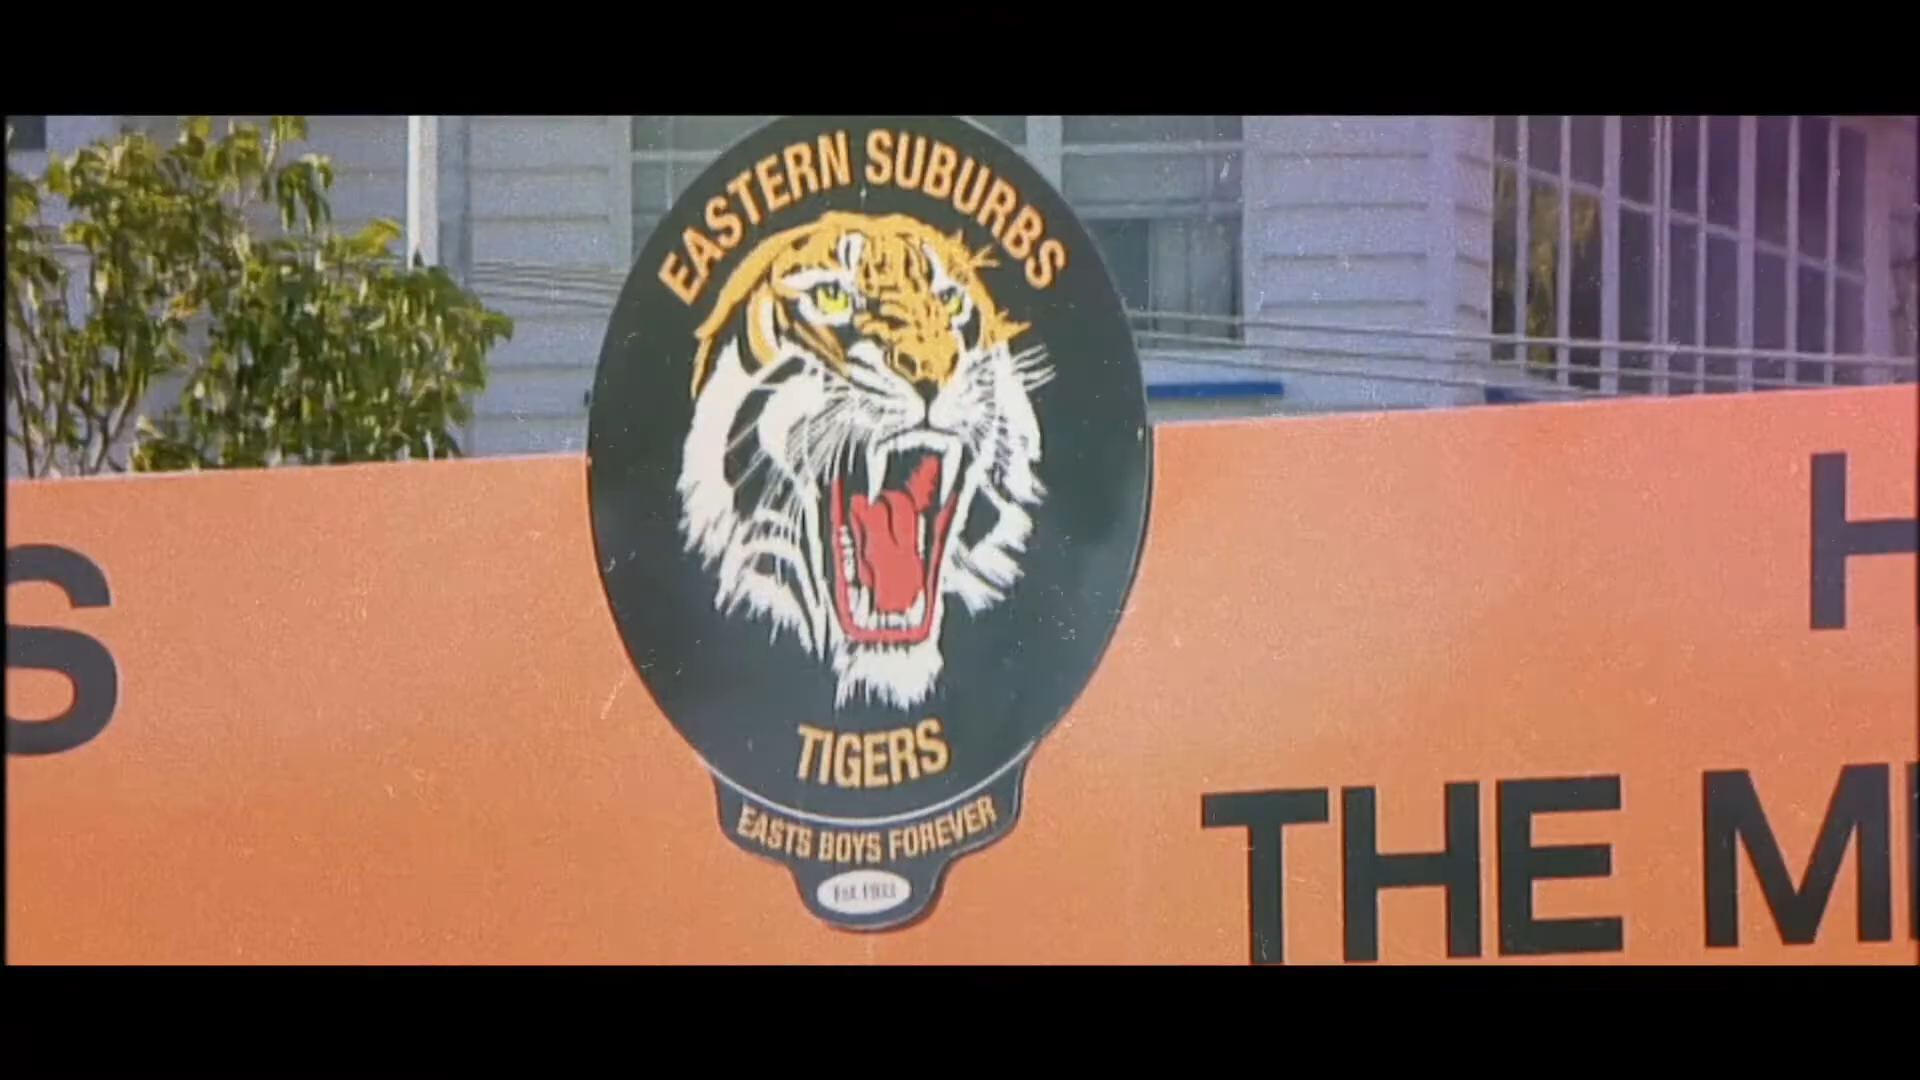 EASTERN SUBURBS
TIGERS
EASTS BOYS FOREVER
S
H
THE M